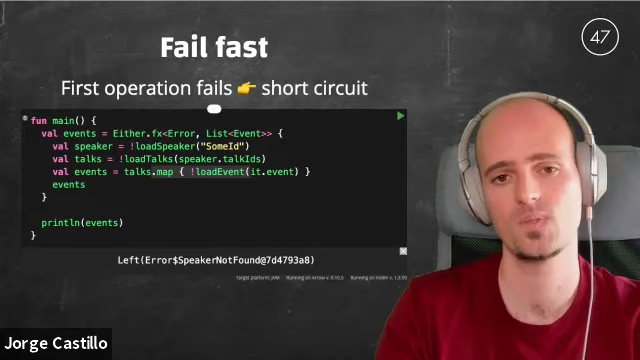 47
Fail fast
First operation fails 👉 short circuit
fun main() {
val events = Either.fx<Error, List<Event>> {
val speaker = !loadSpeaker("SomeId")
val talks = !loadTalks(speaker.talkIds)
val events = talks.map { !loadEvent(it.event) }
events
}
println(events)
}
Left(Error$SpeakerNotFound@7d4793a8)
Target platform: JVM Running on Arrow v. 0.10.3 Running on Kotlin v. 1.3.50
Jorge Castillo